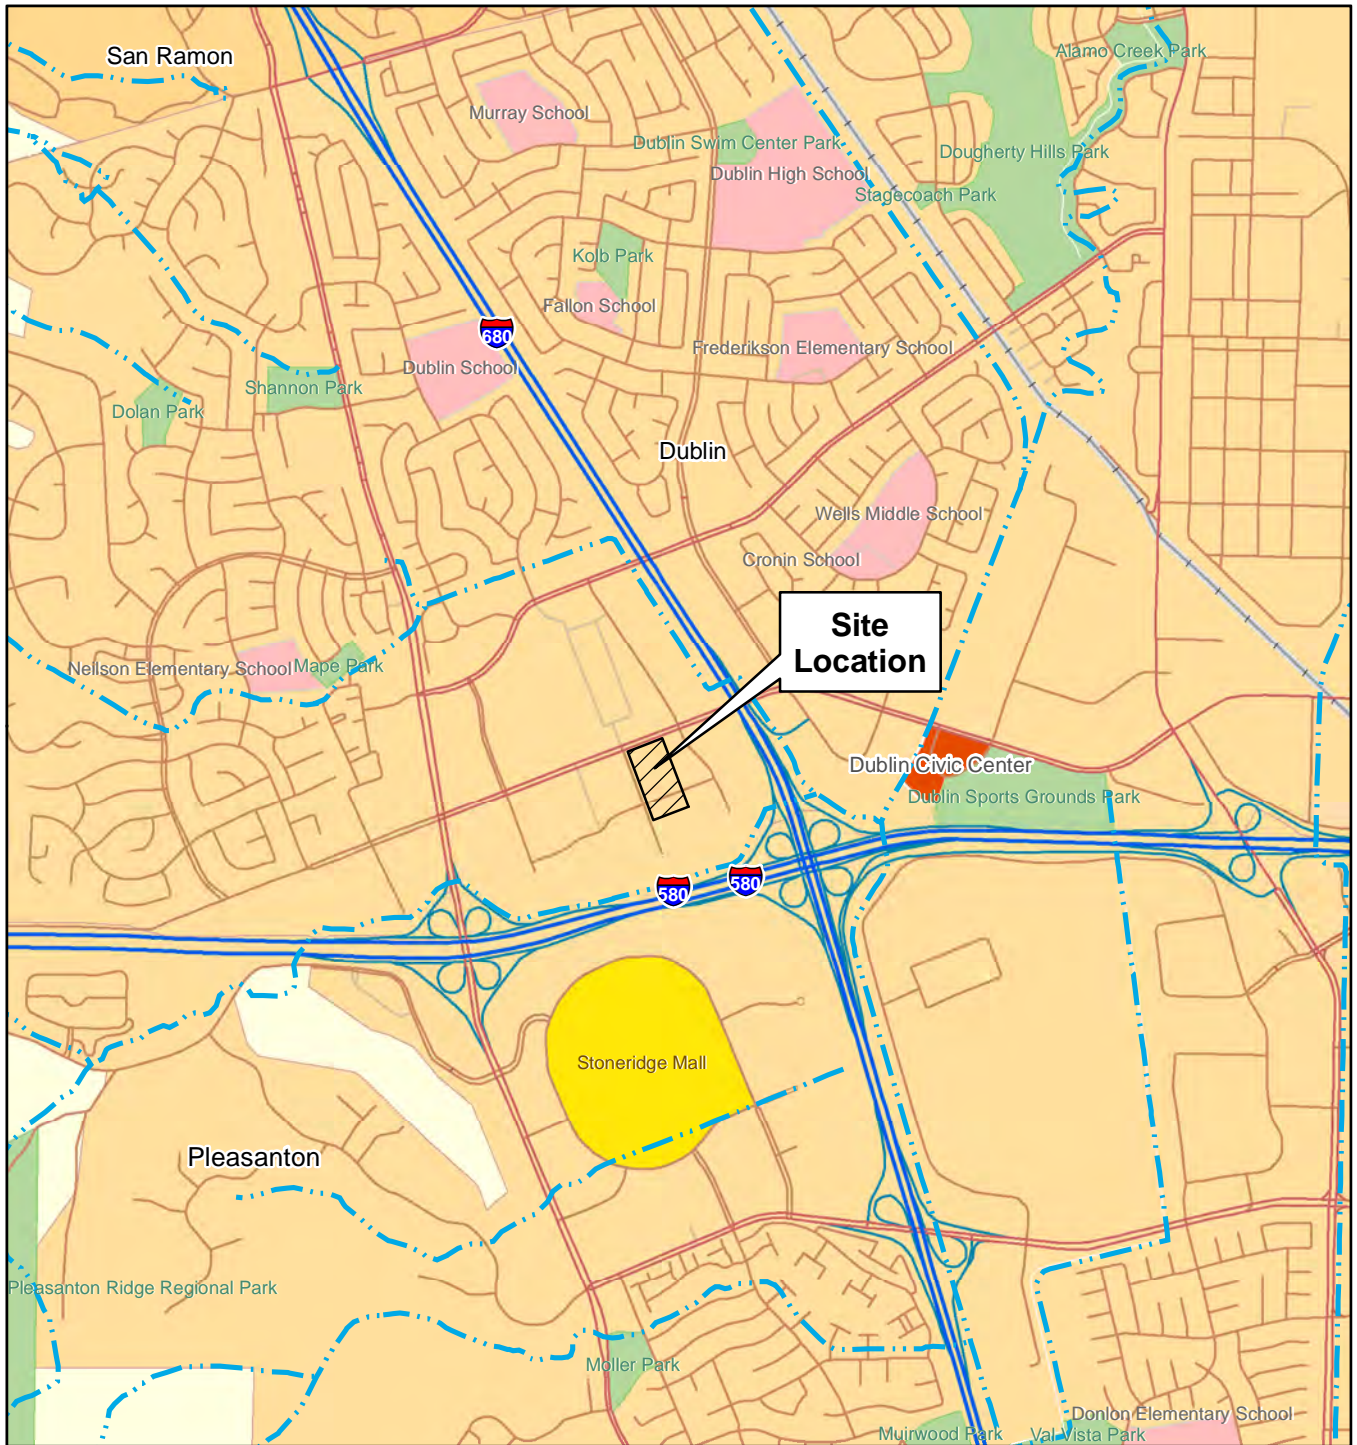 San Ramon
Alamo Creek Park
Murray School
Dublin Swim Center Park
Dougherty Hills Park
Dublin High School
Stagecoach Park
Kolb Park
Fallon School
680
Frederikson Elementary School
Dublin School
Shannon Park
Dolan Park
Dublin
Wells Middle School
Cronin School
Site
Location
Neilson Elementary School
Mape Park
Dublin Civic Center
Dublin Sports Grounds Park
580
580
Stoneridge Mall
Pleasanton
Pleasanton Ridge Regional Park
Moller Park
Donlon Elementary School
Muirwood Park
Val Vista Park